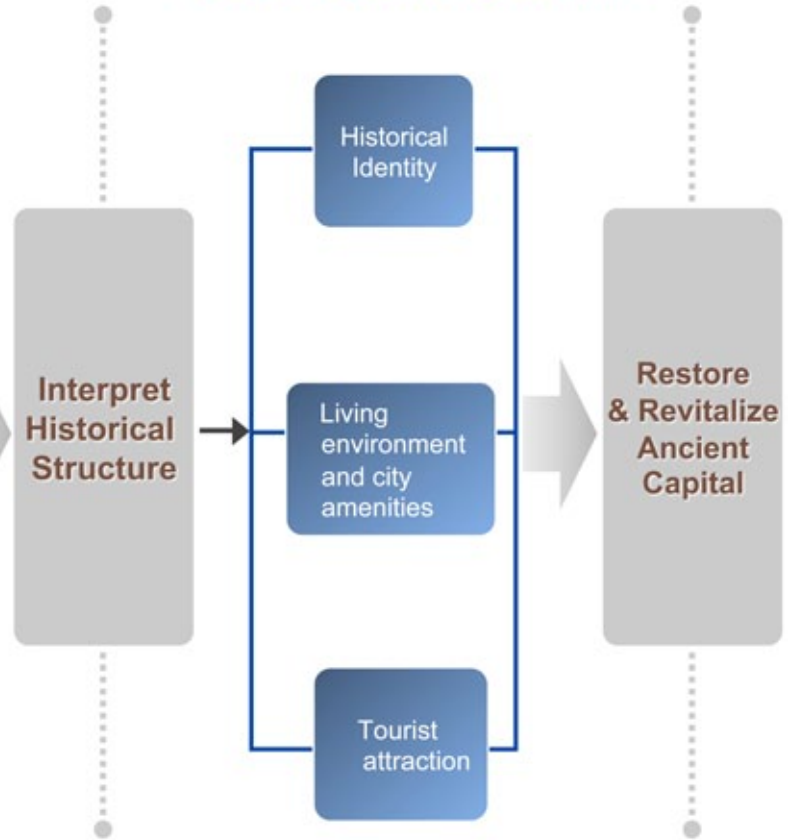 Interpret
Historical
Structure
Historical
Identity
Living
environment
and city
amenities
Tourist
attraction
Restore
& Revitalize
Ancient
Capital